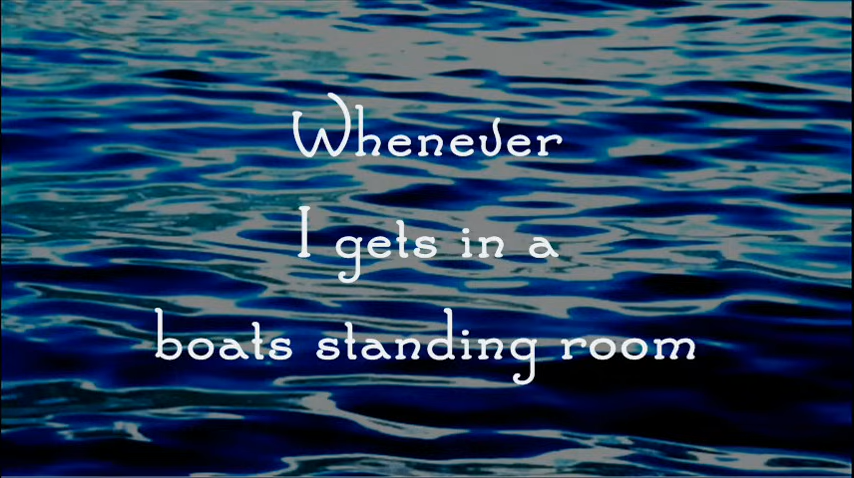 Whenever
I gets in a
boats standing room